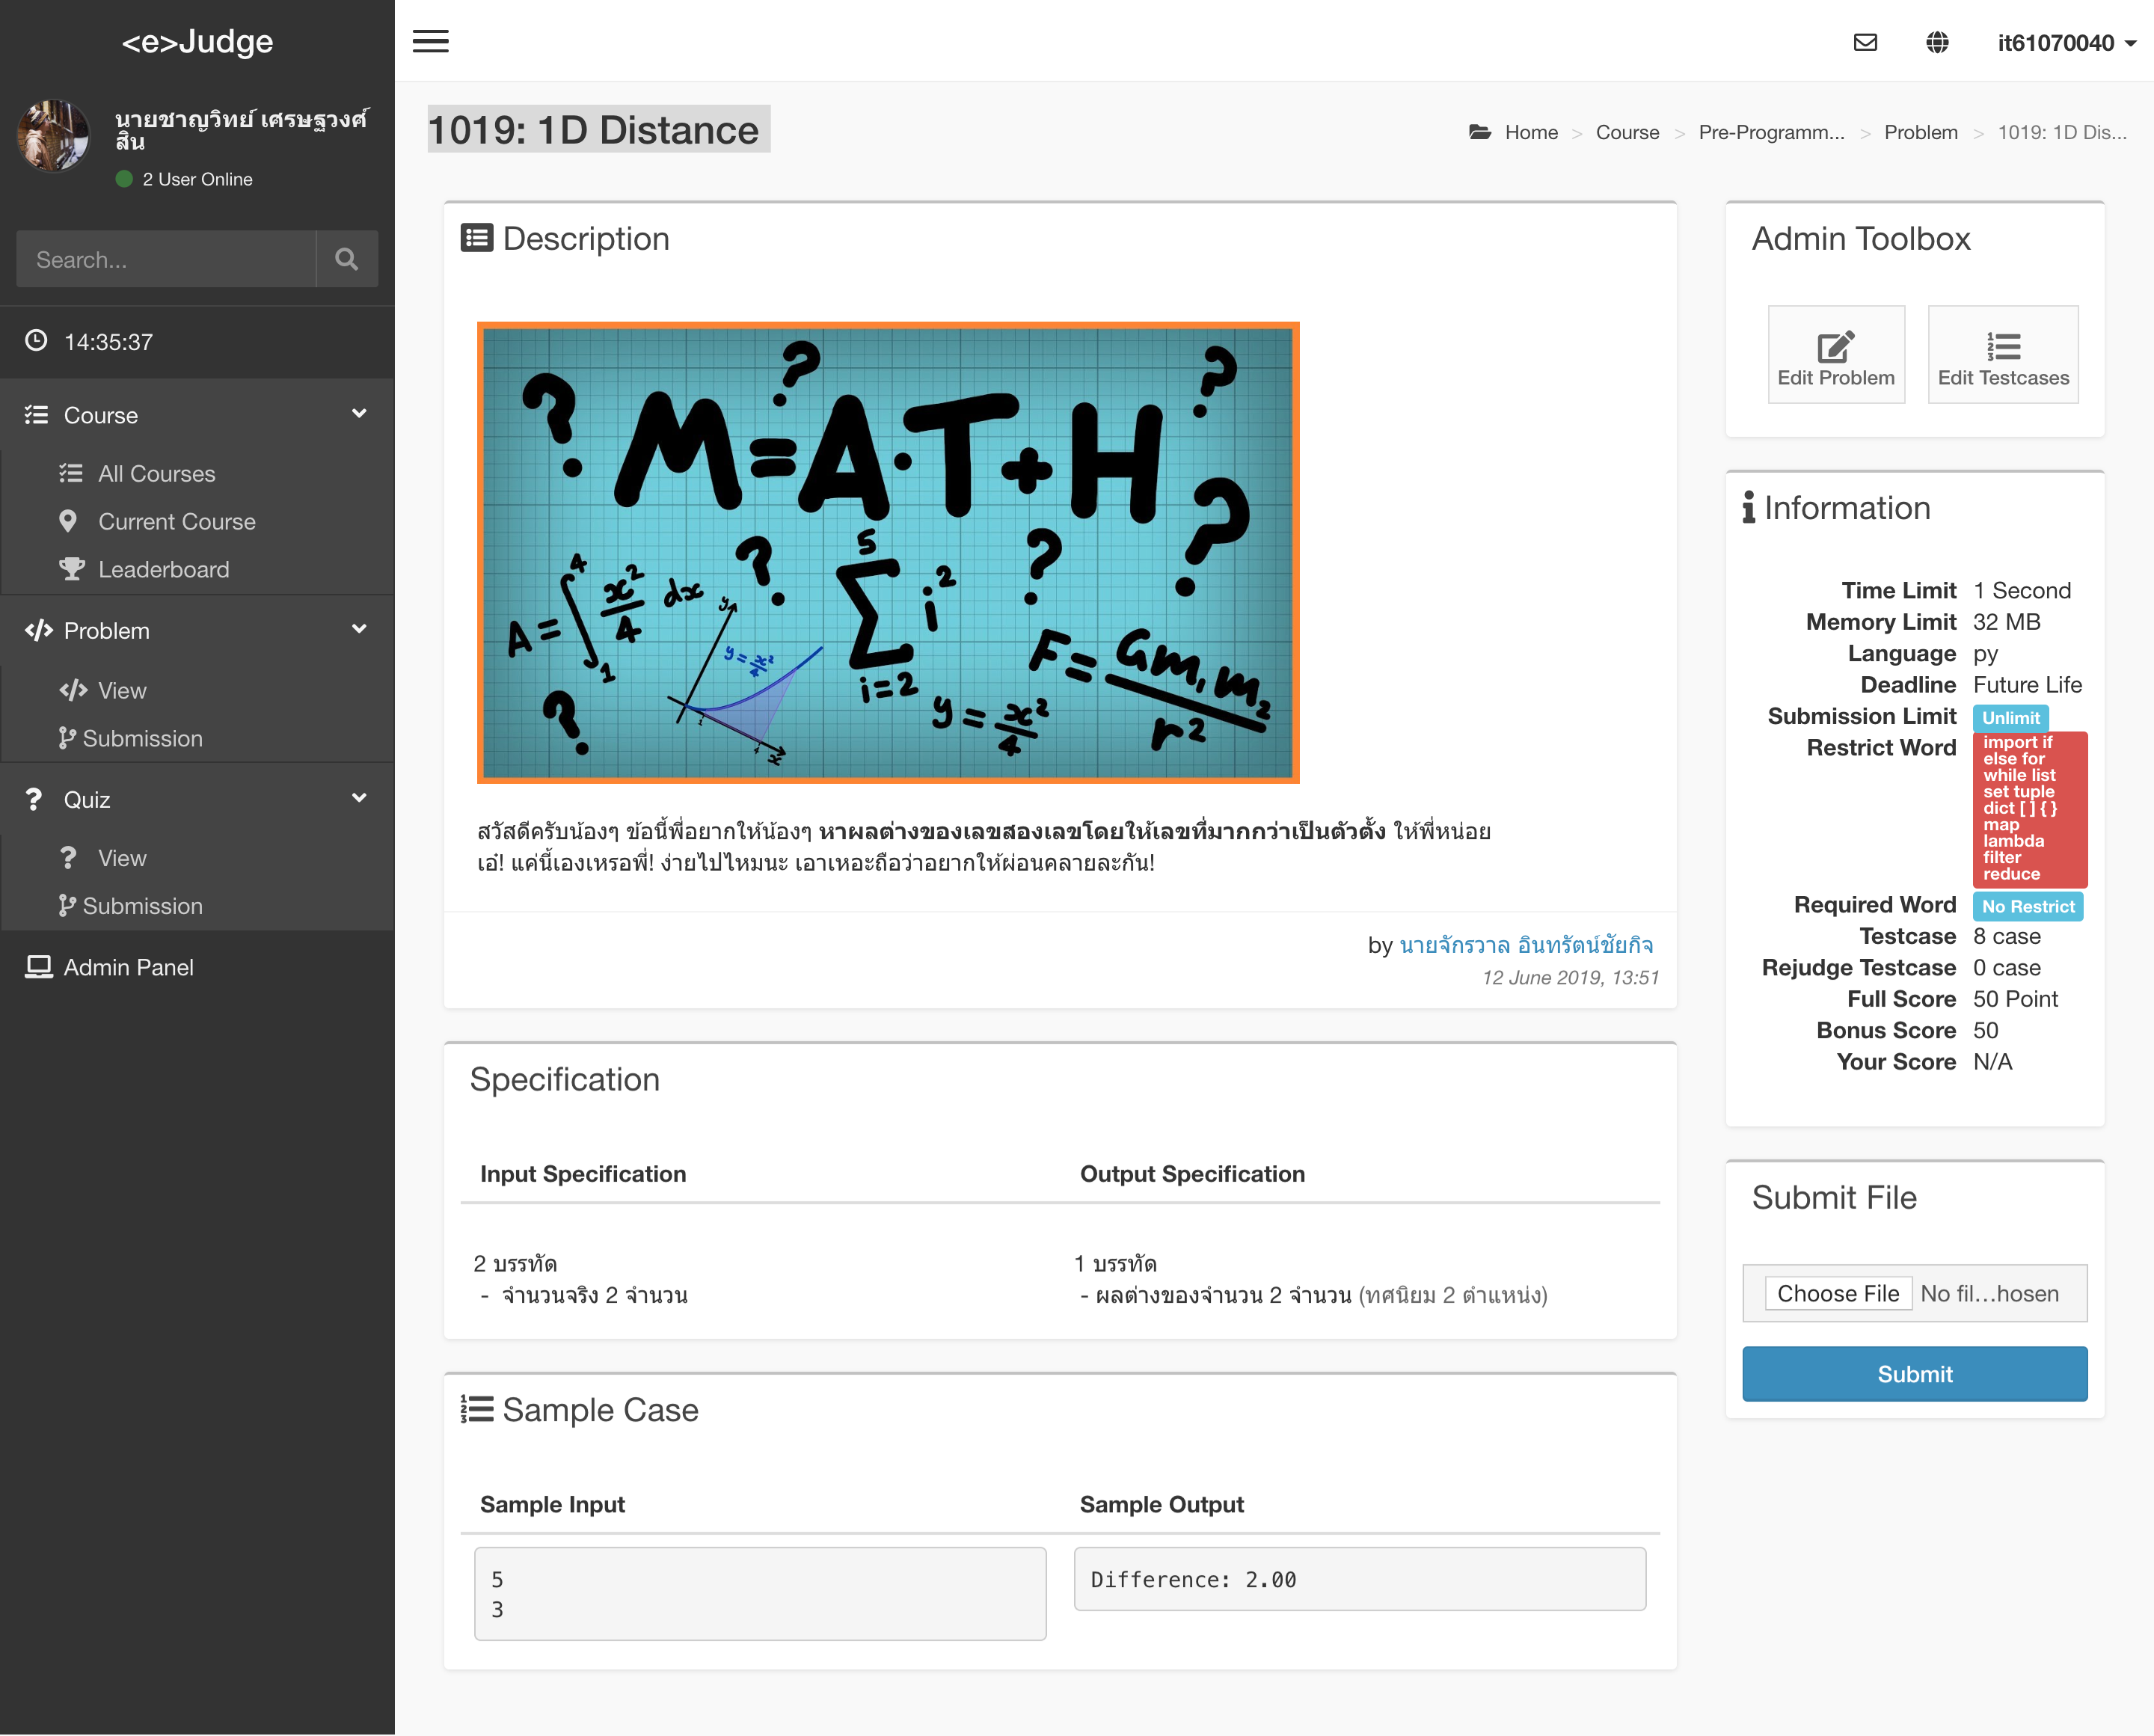 <e>Judge
it61070040
นายชาญวิทย์ เศรษฐวงศ์
สิน
2 User Online
Search...
14:35:37
Course
All Courses
Current Course
Leaderboard
Problem
View
Submission
Quiz
View
Submission
Admin Panel
1019: 1D Distance
Home > Course > Pre-Programm... > Problem > 1019: 1D Dis...
Description
? ? ?
M=A·T+H
?
A=∫₁⁴ x²/4 dx
y
y=x²/4
1
4
x
?
5
∑ i²
i=2
?
y=x²/4
F=Gm₁m₂/r²
?
สวัสดีครับน้องๆ ข้อนี้พี่อยากให้น้องๆ หาผลต่างของเลขสองเลขโดยให้เลขที่มากกว่าเป็นตัวตั้ง ให้พี่หน่อย
เอ๋! แค่นี้เองเหรอพี่! ง่ายไปไหมนะ เอาเหอะถือว่าอยากให้ผ่อนคลายละกัน!
by นายจักรวาล อินทรัตน์ชัยกิจ
12 June 2019, 13:51
Specification
Input Specification
2 บรรทัด
- จำนวนจริง 2 จำนวน
Output Specification
1 บรรทัด
- ผลต่างของจำนวน 2 จำนวน (ทศนิยม 2 ตำแหน่ง)
Sample Case
Sample Input
5
3
Sample Output
Difference: 2.00
Admin Toolbox
Edit Problem
Edit Testcases
Information
Time Limit 1 Second
Memory Limit 32 MB
Language py
Deadline Future Life
Submission Limit Unlimit
Restrict Word import if
else for
while list
set tuple
dict [ ] { }
map
lambda
filter
reduce
Required Word No Restrict
Testcase 8 case
Rejudge Testcase 0 case
Full Score 50 Point
Bonus Score 50
Your Score N/A
Submit File
Choose File No fil...hosen
Submit